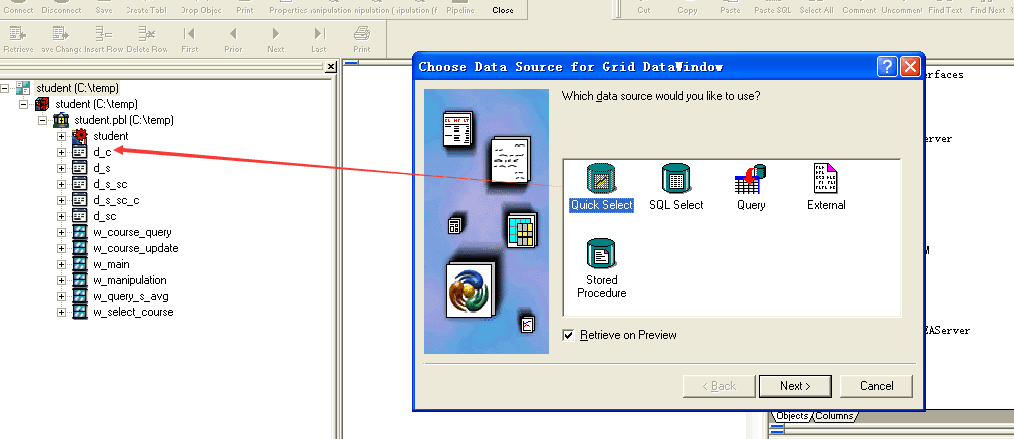 Connect Disconnect Save Create Tabl Drop Objec Print Properties Pipeline Close Cut Copy Paste Paste SQL Select All Comment Uncomment Find Text Find Next
Retrieve ave Change Insert Row Delete Row First Prior Next Last Print
student (C:\temp)
student (C:\temp)
student.pbl (C:\temp)
student
d_c
d_s
d_s_sc
d_s_sc_c
d_sc
w_course_query
w_course_update
w_main
w_manipulation
w_query_s_avg
w_select_course
Choose Data Source for Grid DataWindow
Which data source would you like to use?
Quick Select SQL Select Query External
Stored
Procedure
Retrieve on Preview
< Back Next > Cancel
erfaces
erver
M
EAServer
Objects Columns